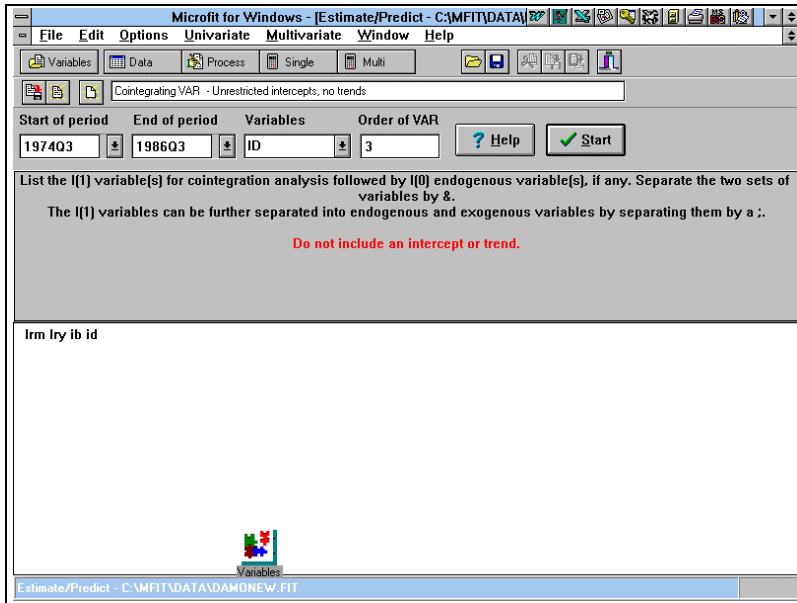 Microfit for Windows - [Estimate/Predict - C:\MFIT\DATA\
File Edit Options Univariate Multivariate Window Help
Variables Data Process Single Multi
Cointegrating VAR - Unrestricted intercepts, no trends
Start of period End of period Variables Order of VAR
1974Q3 1986Q3 ID 3 ? Help Start
List the I(1) variable(s) for cointegration analysis followed by I(0) endogenous variable(s), if any. Separate the two sets of
variables by &.
The I(1) variables can be further separated into endogenous and exogenous variables by separating them by a ;.
Do not include an intercept or trend.
lrm lry ib id
Variables
Estimate/Predict - C:\MFIT\DATA\DAMONEW.FIT